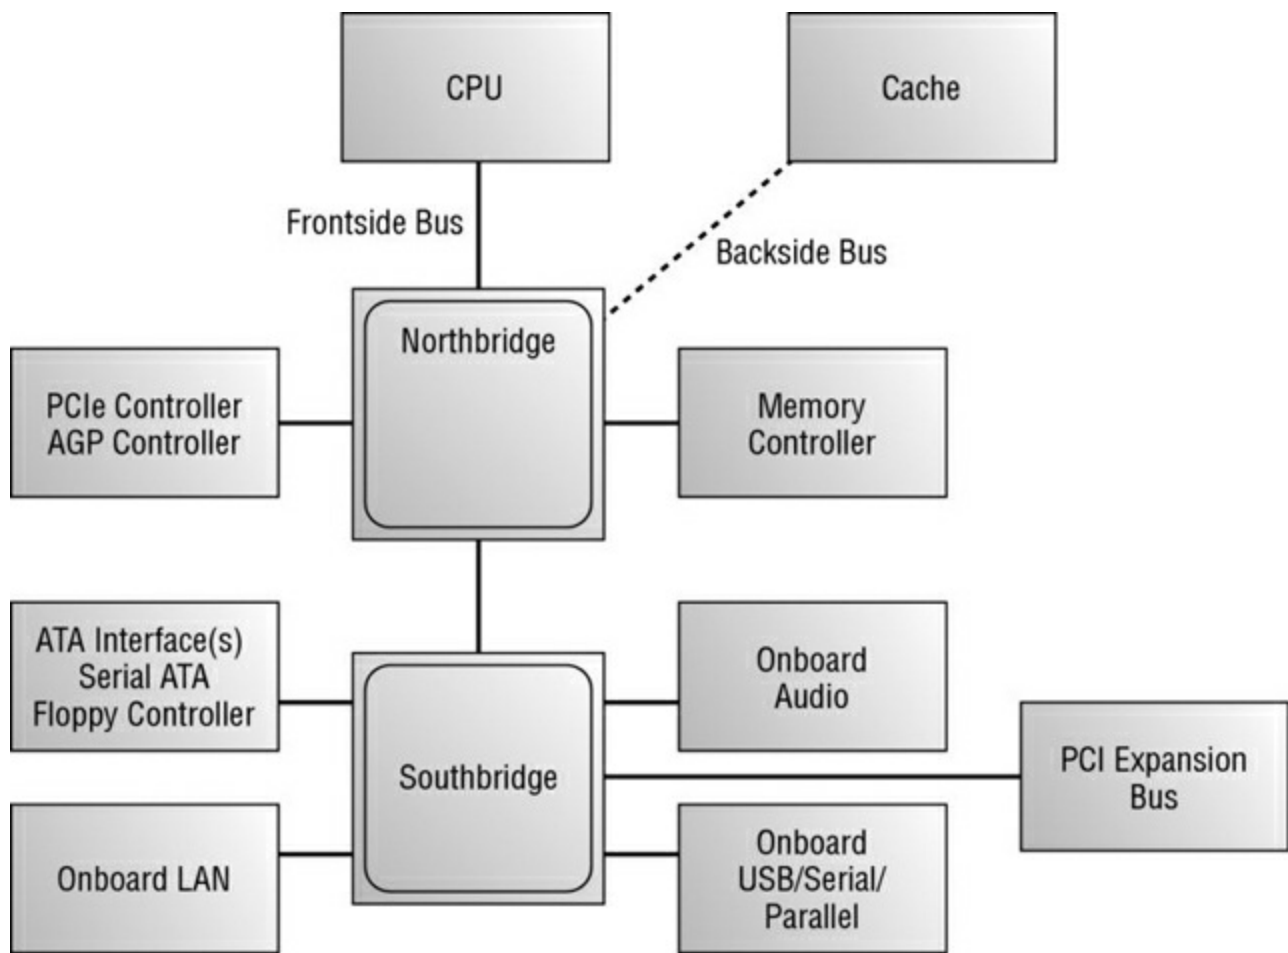 CPU
Cache
Frontside Bus
Backside Bus
Northbridge
PCIe Controller
AGP Controller
Memory
Controller
ATA Interface(s)
Serial ATA
Floppy Controller
Onboard
Audio
Southbridge
PCI Expansion
Bus
Onboard LAN
Onboard
USB/Serial/
Parallel